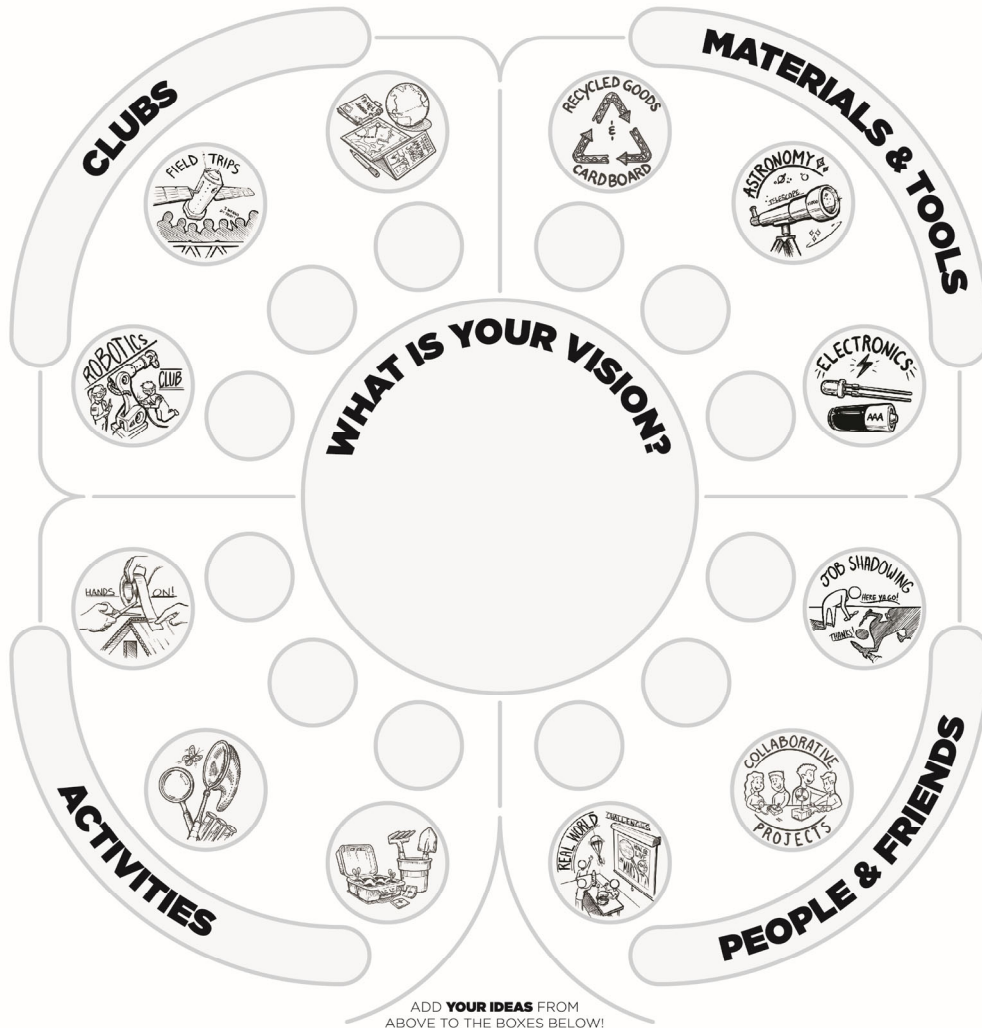 CLUBS
MATERIALS & TOOLS
FIELD TRIPS
RECYCLED GOODS
&
CARDBOARD
ASTRONOMY
TELESCOPE
ROBOTICS
CLUB
ELECTRONICS
AAA
WHAT IS YOUR VISION?
HANDS ON!
JOB SHADOWING
HERE YA GO!
THANKS!
COLLABORATIVE
PROJECTS
REAL WORLD
CHALLENGES
ACTIVITIES
PEOPLE & FRIENDS
ADD YOUR IDEAS FROM
ABOVE TO THE BOXES BELOW!